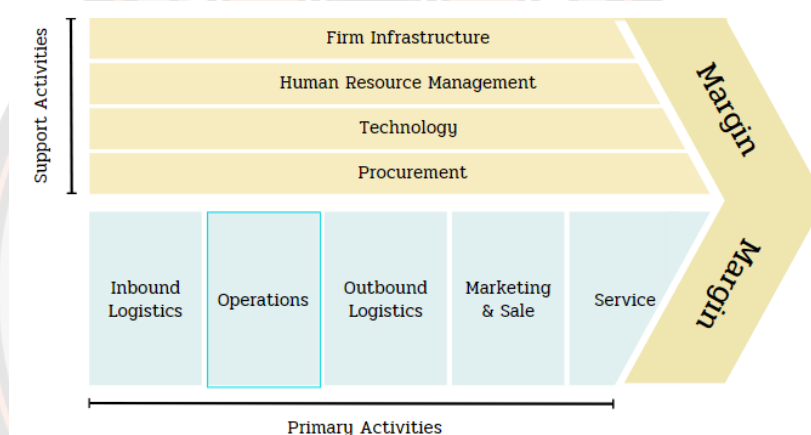 Support Activities
Firm Infrastructure
Human Resource Management
Technology
Procurement
Margin
Inbound
Logistics
Operations
Outbound
Logistics
Marketing
& Sale
Service
Margin
Primary Activities